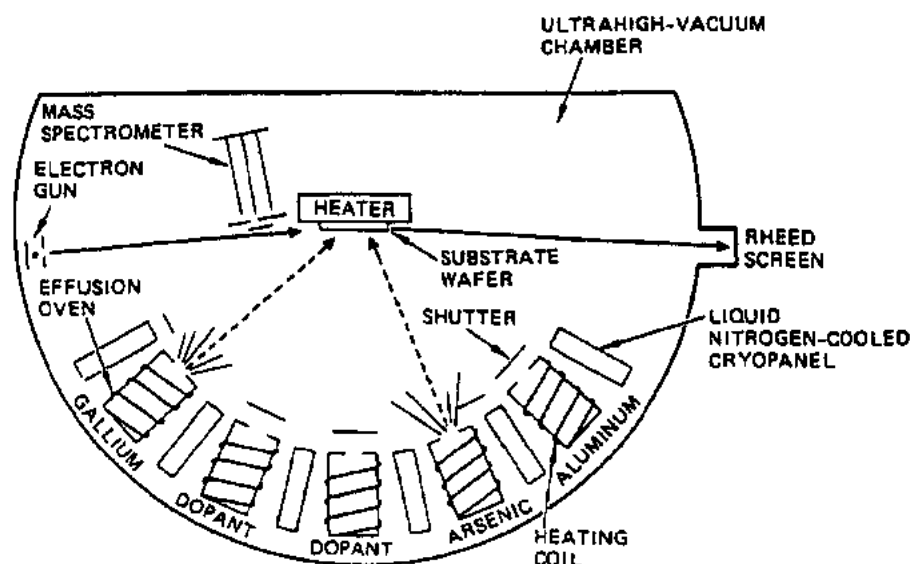 ULTRAHIGH-VACUUM
CHAMBER
MASS
SPECTROMETER
ELECTRON
GUN
HEATER
RHEED
SCREEN
SUBSTRATE
WAFER
EFFUSION
OVEN
SHUTTER
LIQUID
NITROGEN-COOLED
CRYOPANEL
GALLIUM
DOPANT
DOPANT
ARSENIC
ALUMINUM
HEATING
COIL